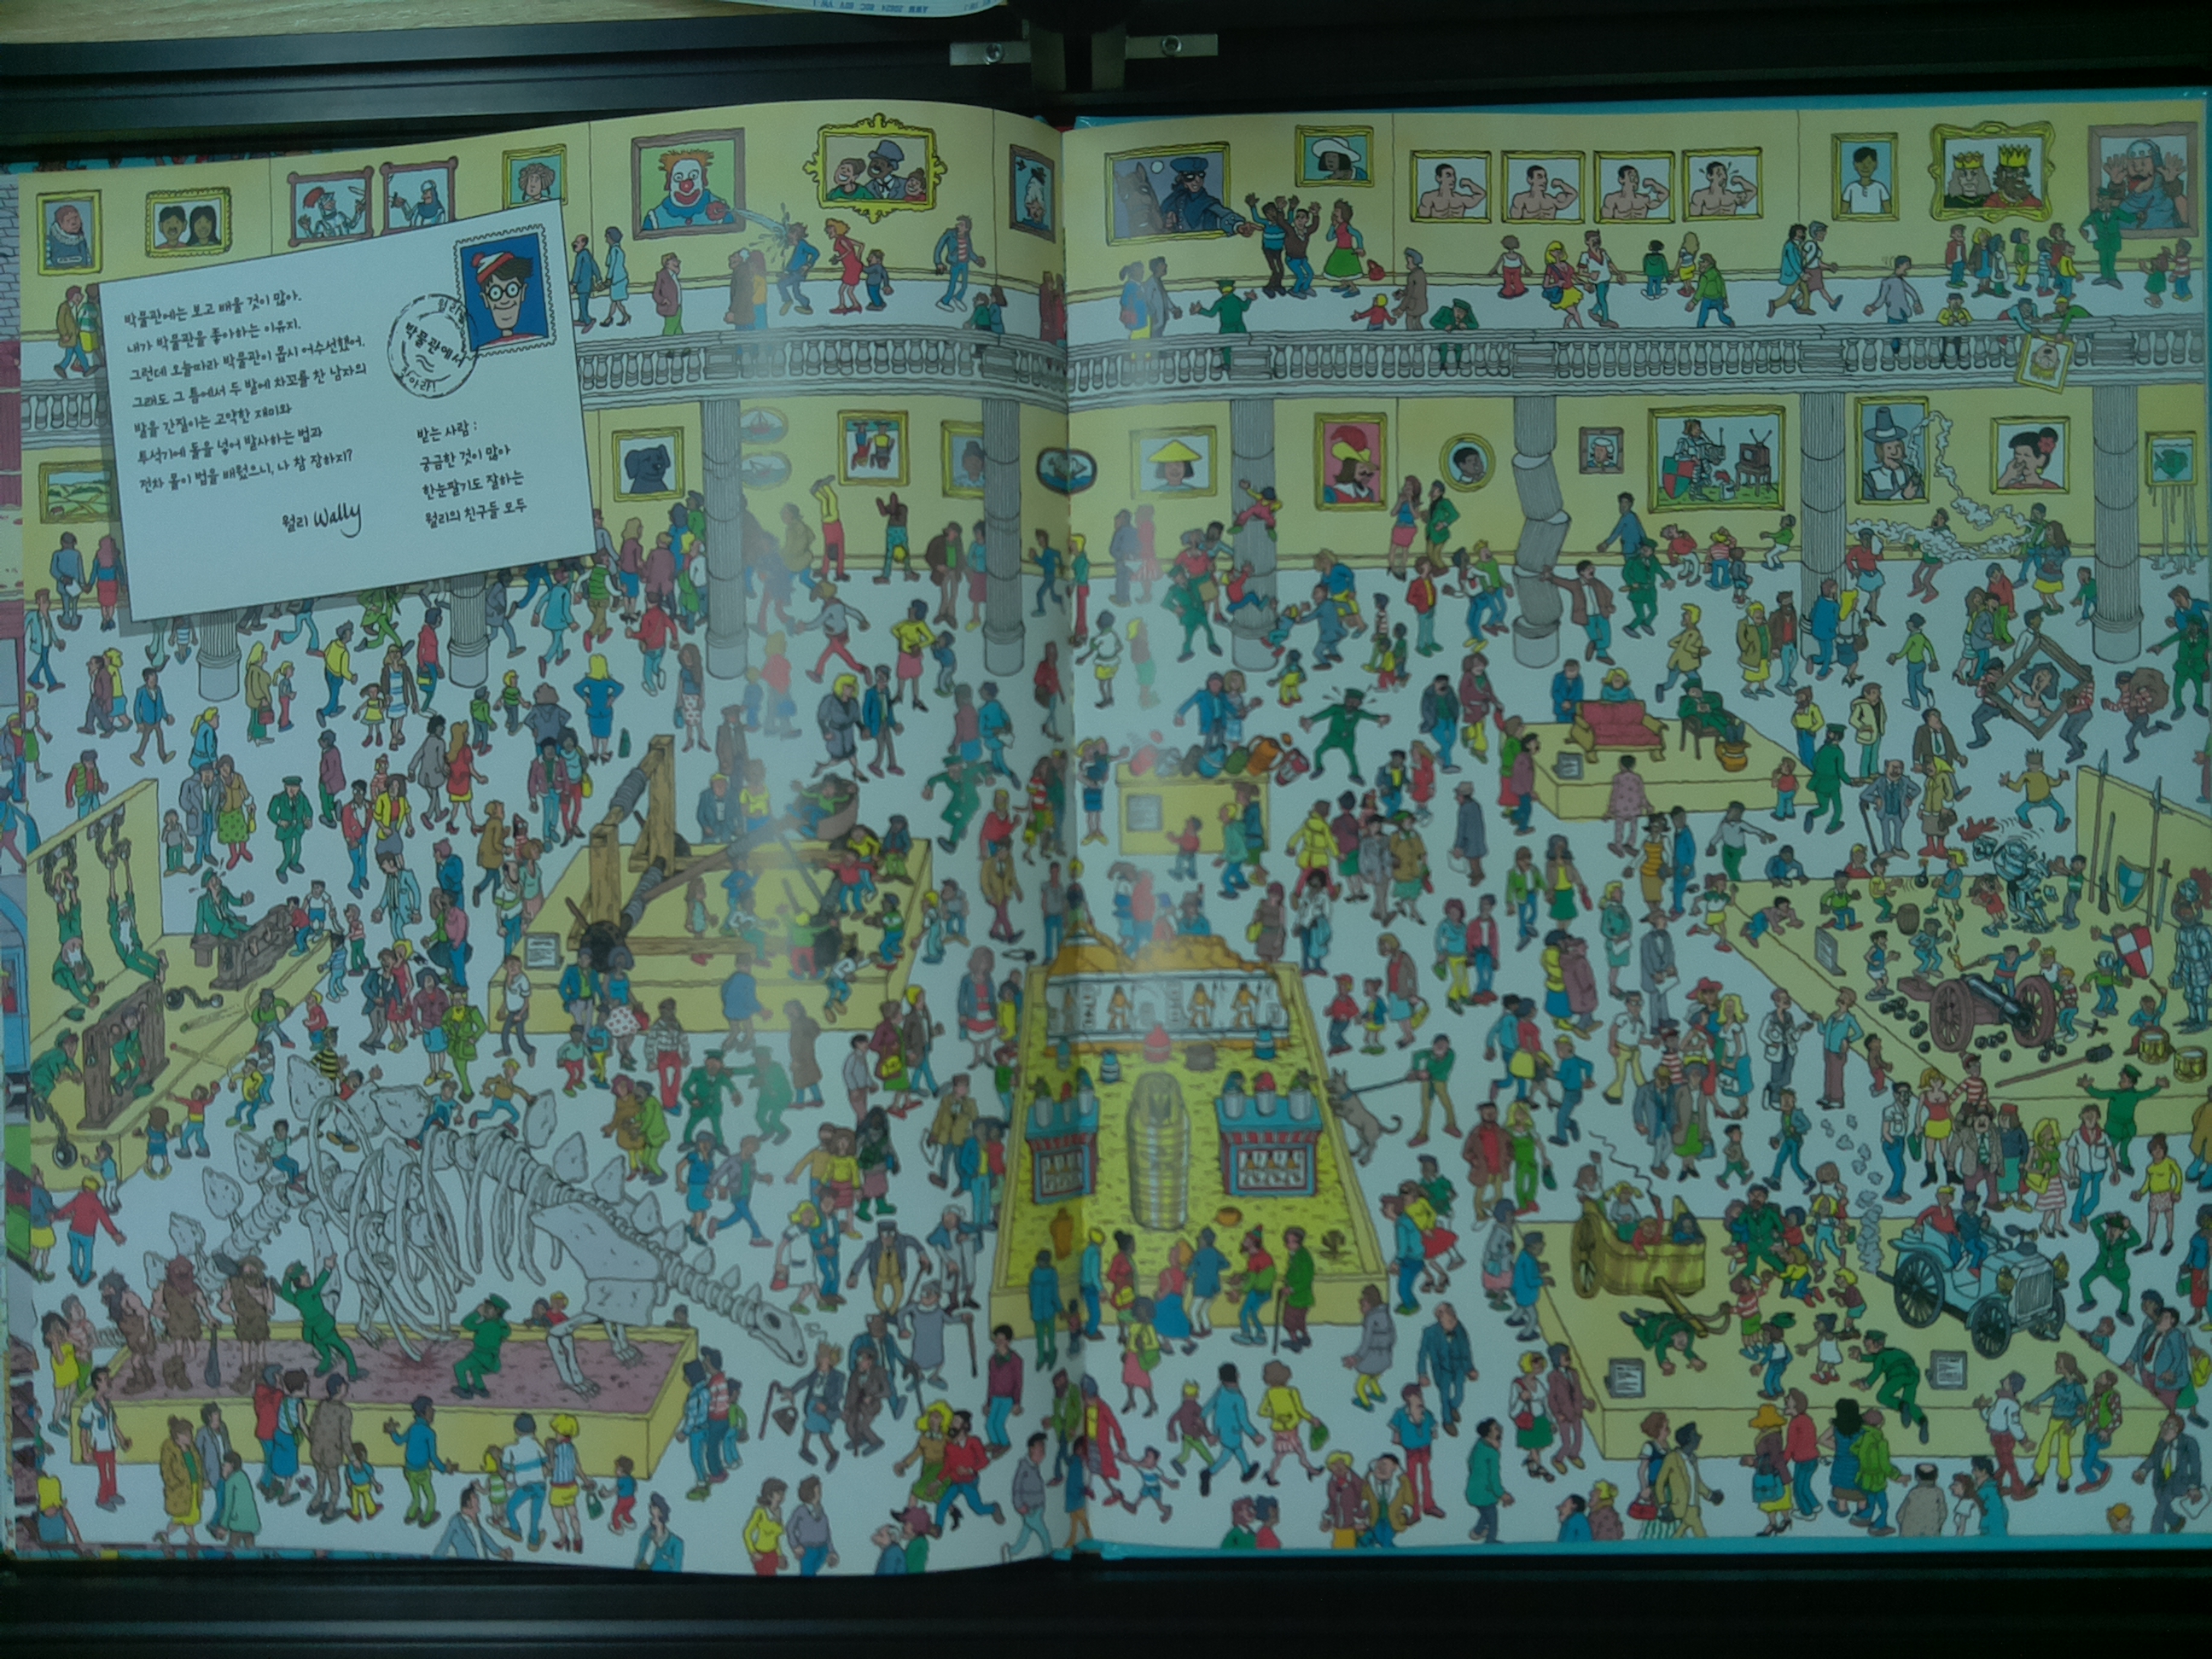 박물관에는 보고 배울 것이 많아.
내가 박물관을 좋아하는 이유지.
그런데 오늘따라 박물관이 몹시 어수선했어.
그래도 그 틈에서 두 발에 차꼬를 찬 남자의
발을 간질이는 고약한 재미와
투석기에 돌을 넣어 발사하는 법과
전차 몰이 법을 배웠으니, 나 참 장하지?
월리 Wally
박물관에서
받는 사람 :
궁금한 것이 많아
한눈팔기도 잘하는
월리의 친구들 모두